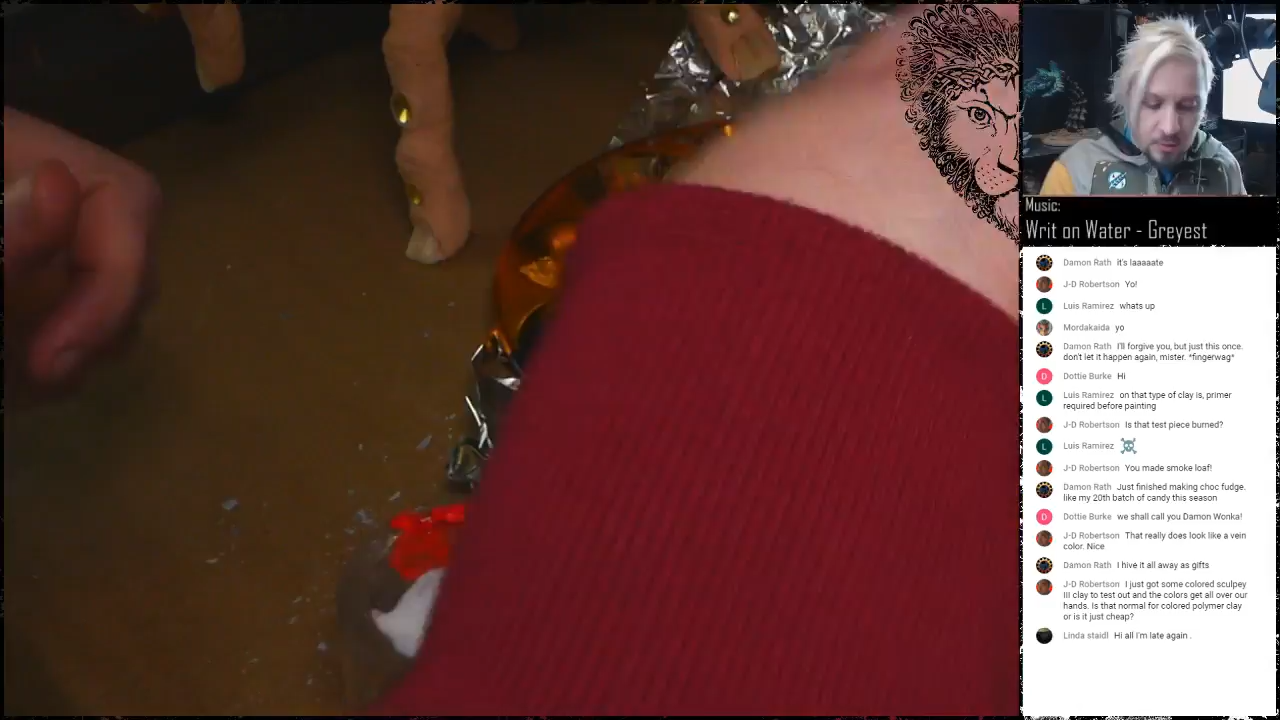 Music:
Writ on Water - Greyest
Damon Rath it's laaaaate
J-D Robertson Yo!
L Luis Ramirez whats up
Mordakaida yo
Damon Rath I'll forgive you, but just this once.
don't let it happen again, mister. *fingerwag*
D Dottie Burke Hi
L Luis Ramirez on that type of clay is, primer
required before painting
J-D Robertson Is that test piece burned?
L Luis Ramirez ☠
J-D Robertson You made smoke loaf!
Damon Rath Just finished making choc fudge.
like my 20th batch of candy this season
D Dottie Burke we shall call you Damon Wonka!
J-D Robertson That really does look like a vein
color. Nice
Damon Rath I hive it all away as gifts
J-D Robertson I just got some colored sculpey
III clay to test out and the colors get all over our
hands. Is that normal for colored polymer clay
or is it just cheap?
Linda staidl Hi all I'm late again .